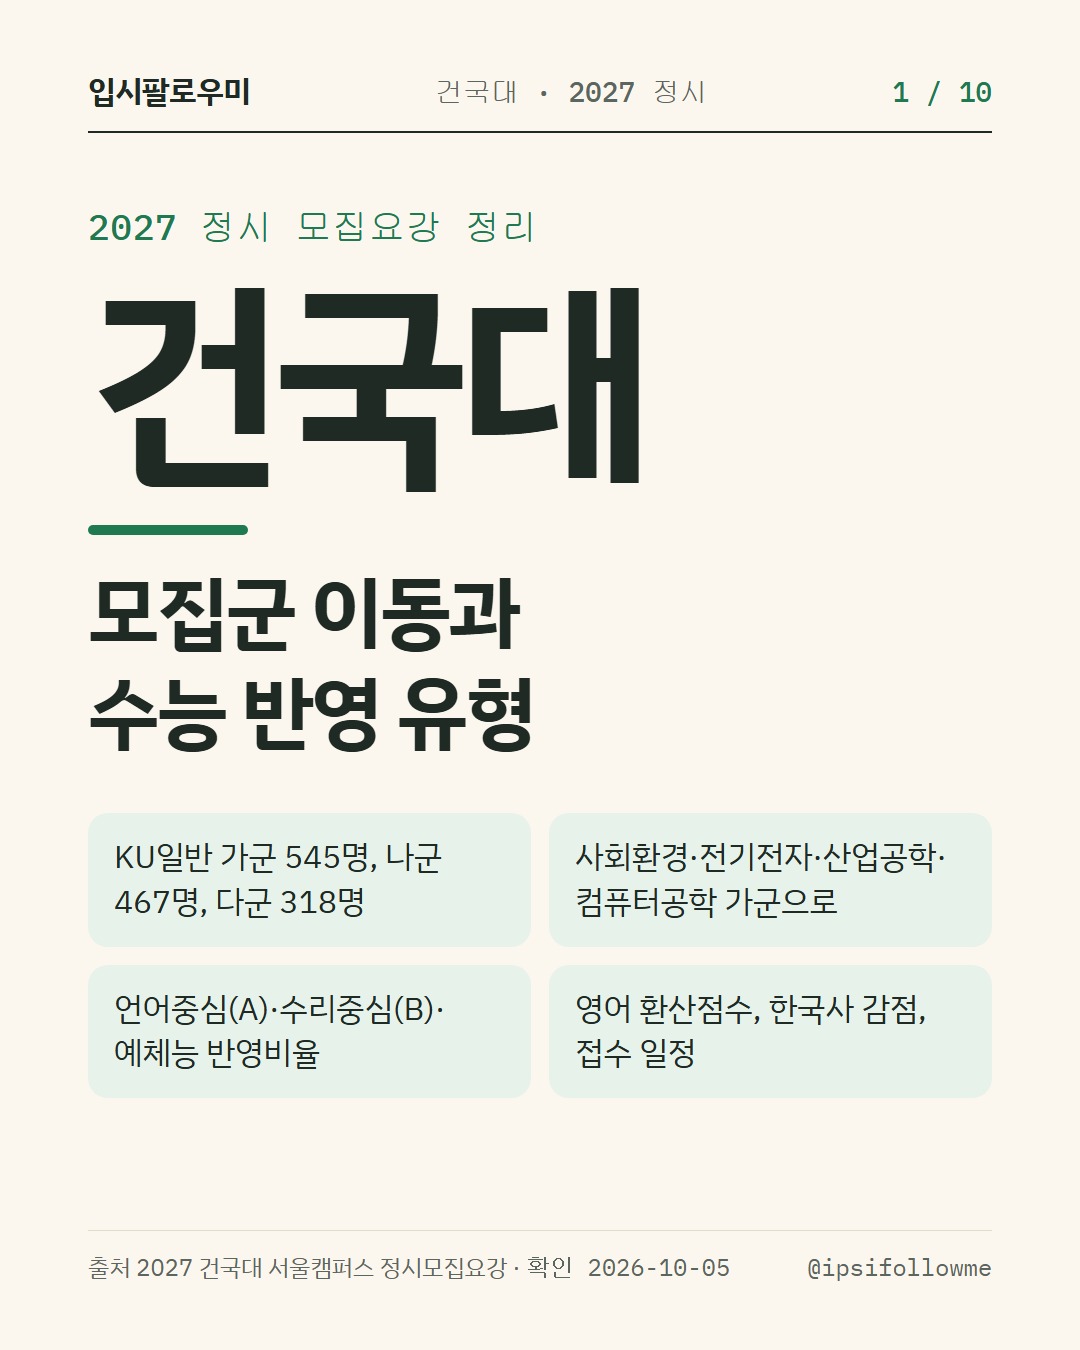 입시팔로우미
건국대 · 2027 정시
1 / 10
2027 정시 모집요강 정리
건국대
모집군 이동과
수능 반영 유형
KU일반 가군 545명, 나군
467명, 다군 318명
사회환경·전기전자·산업공학·
컴퓨터공학 가군으로
언어중심(A)·수리중심(B)·
예체능 반영비율
영어 환산점수, 한국사 감점,
접수 일정
출처 2027 건국대 서울캠퍼스 정시모집요강 · 확인 2026-10-05
@ipsifollowme